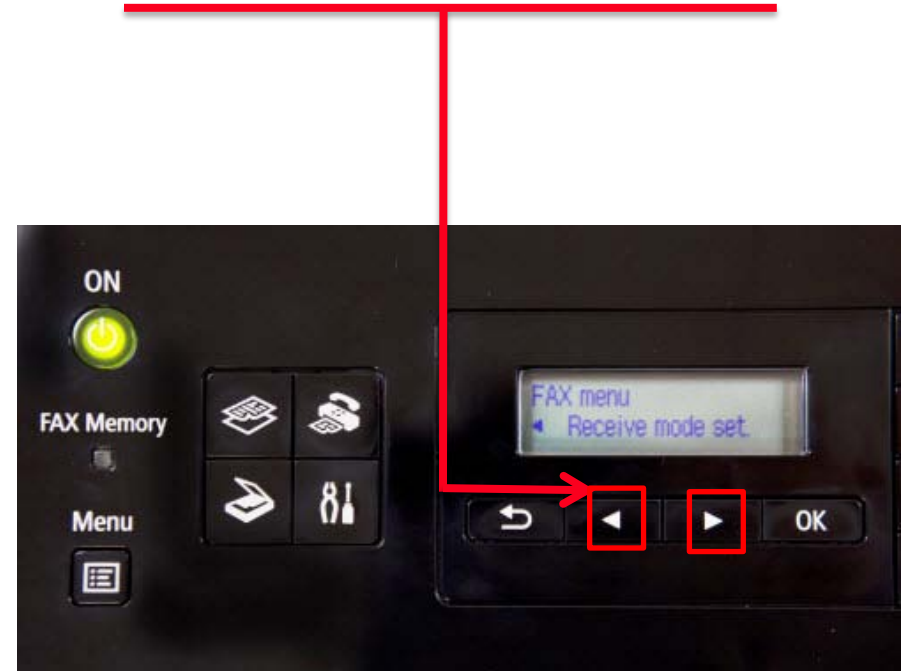 ON
FAX Memory
Menu
FAX menu
◄ Receive mode set.
OK